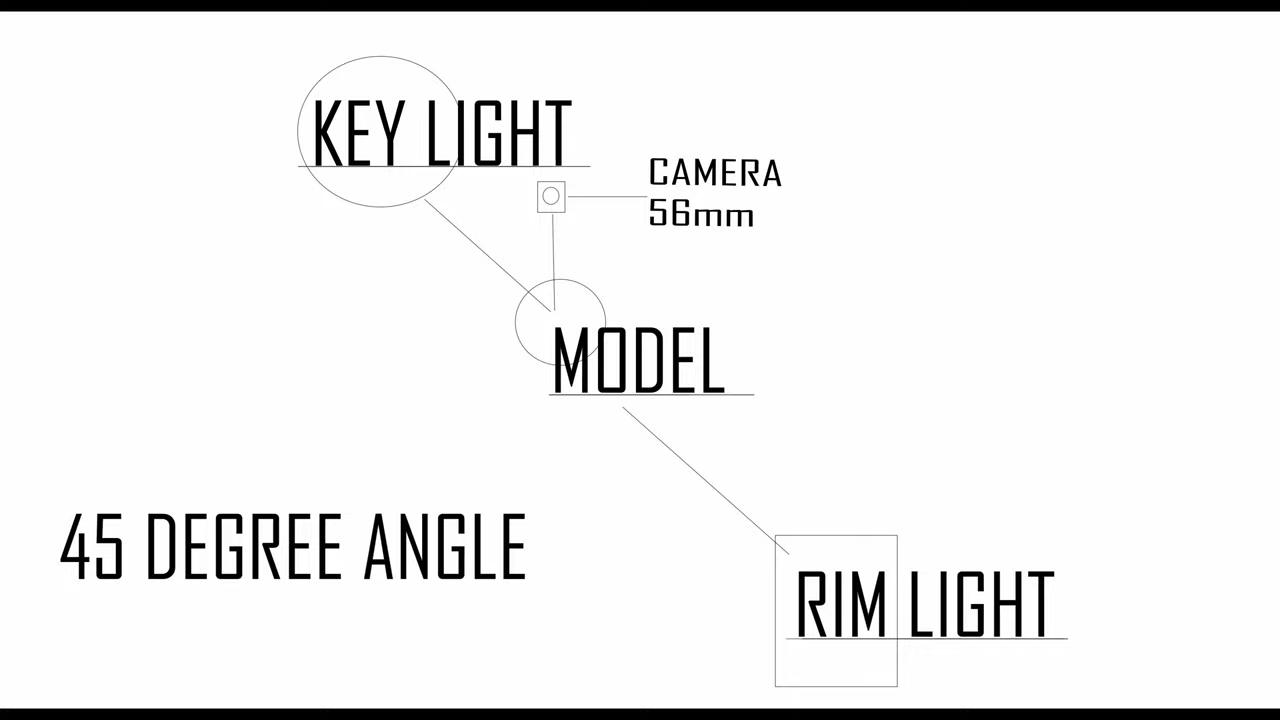 KEY LIGHT
CAMERA
56mm
MODEL
45 DEGREE ANGLE
RIM LIGHT